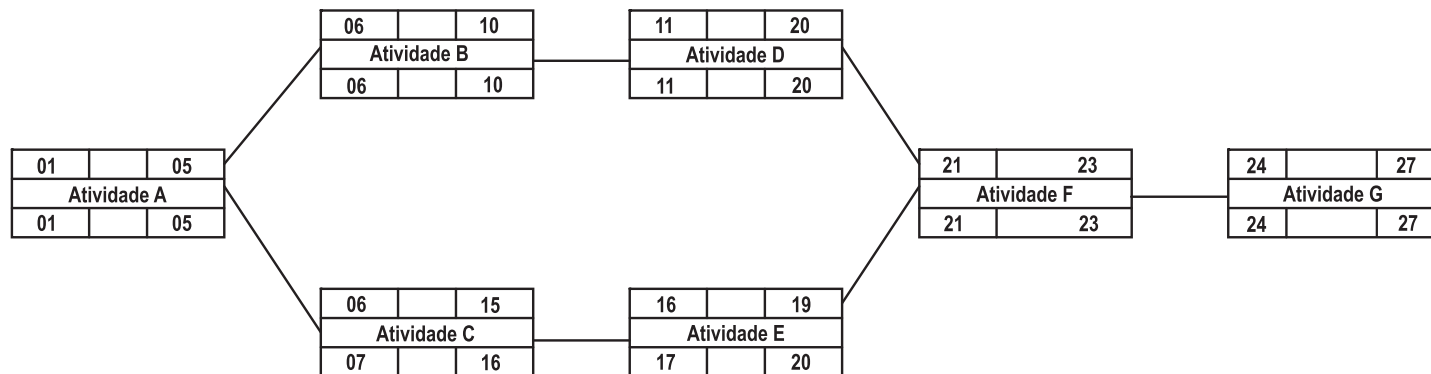 06 10
Atividade B
06 10
11 20
Atividade D
11 20
01 05
Atividade A
01 05
21 23
Atividade F
21 23
24 27
Atividade G
24 27
06 15
Atividade C
07 16
16 19
Atividade E
17 20